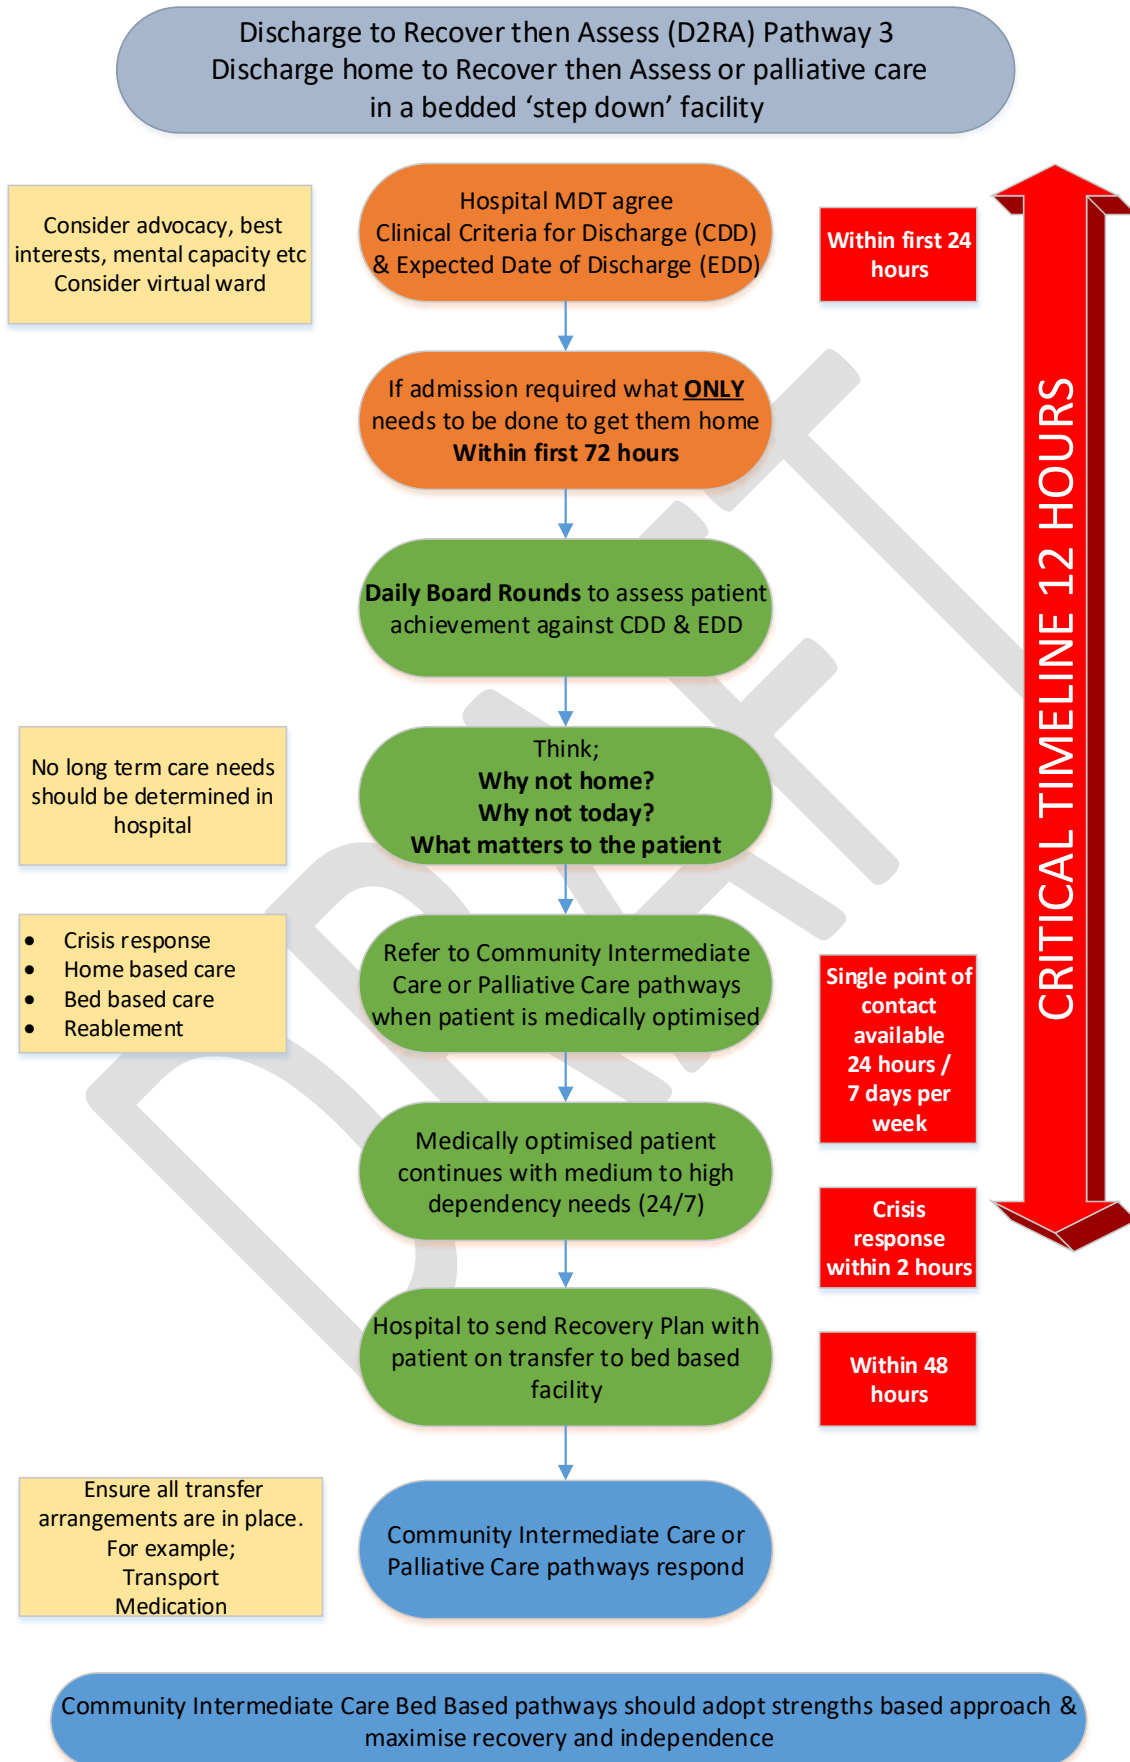 Discharge to Recover then Assess (D2RA) Pathway 3
Discharge home to Recover then Assess or palliative care
in a bedded ‘step down’ facility
Consider advocacy, best
interests, mental capacity etc
Consider virtual ward
Hospital MDT agree
Clinical Criteria for Discharge (CDD)
& Expected Date of Discharge (EDD)
Within first 24
hours
If admission required what ONLY
needs to be done to get them home
Within first 72 hours
Daily Board Rounds to assess patient
achievement against CDD & EDD
No long term care needs
should be determined in
hospital
Think;
Why not home?
Why not today?
What matters to the patient
• Crisis response
• Home based care
• Bed based care
• Reablement
Refer to Community Intermediate
Care or Palliative Care pathways
when patient is medically optimised
Single point of
contact
available
24 hours /
7 days per
week
Medically optimised patient
continues with medium to high
dependency needs (24/7)
Crisis
response
within 2 hours
Hospital to send Recovery Plan with
patient on transfer to bed based
facility
Within 48
hours
Ensure all transfer
arrangements are in place.
For example;
Transport
Medication
Community Intermediate Care or
Palliative Care pathways respond
Community Intermediate Care Bed Based pathways should adopt strengths based approach &
maximise recovery and independence
CRITICAL TIMELINE 12 HOURS
DRAFT